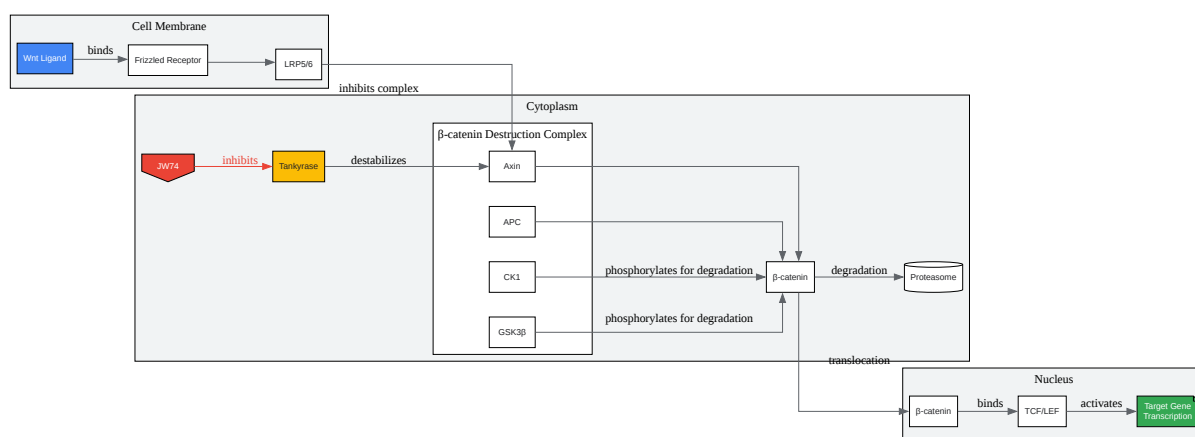 Cell Membrane
Wnt Ligand
binds
Frizzled Receptor
LRP5/6
inhibits complex
Cytoplasm
β-catenin Destruction Complex
JW74
inhibits
Tankyrase
destabilizes
Axin
APC
CK1
phosphorylates for degradation
β-catenin
degradation
Proteasome
GSK3β
phosphorylates for degradation
translocation
Nucleus
β-catenin
binds
TCF/LEF
activates
Target Gene
Transcription